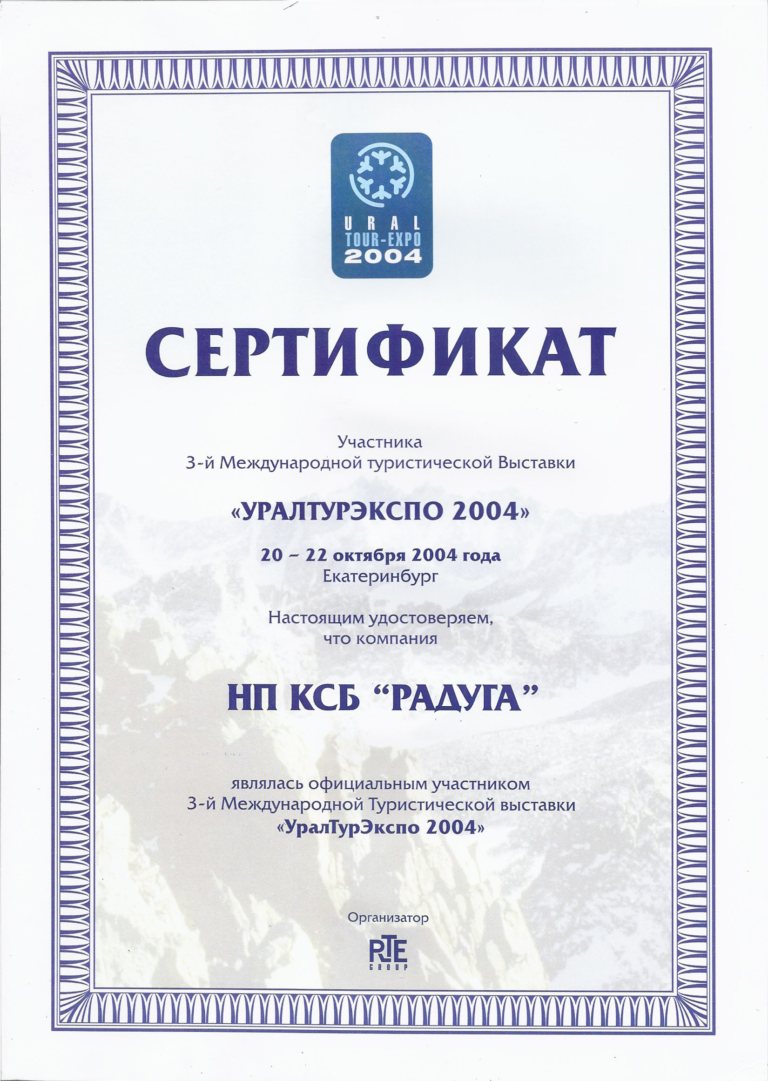 URAL
TOUR-EXPO
2004
СЕРТИФИКАТ
Участника
3-й Международной туристической Выставки
«УРАЛТУРЭКСПО 2004»
20 – 22 октября 2004 года
Екатеринбург
Настоящим удостоверяем,
что компания
НП КСБ “РАДУГА”
являлась официальным участником
3-й Международной Туристической выставки
«УралТурЭкспо 2004»
Организатор
RTE
GROUP